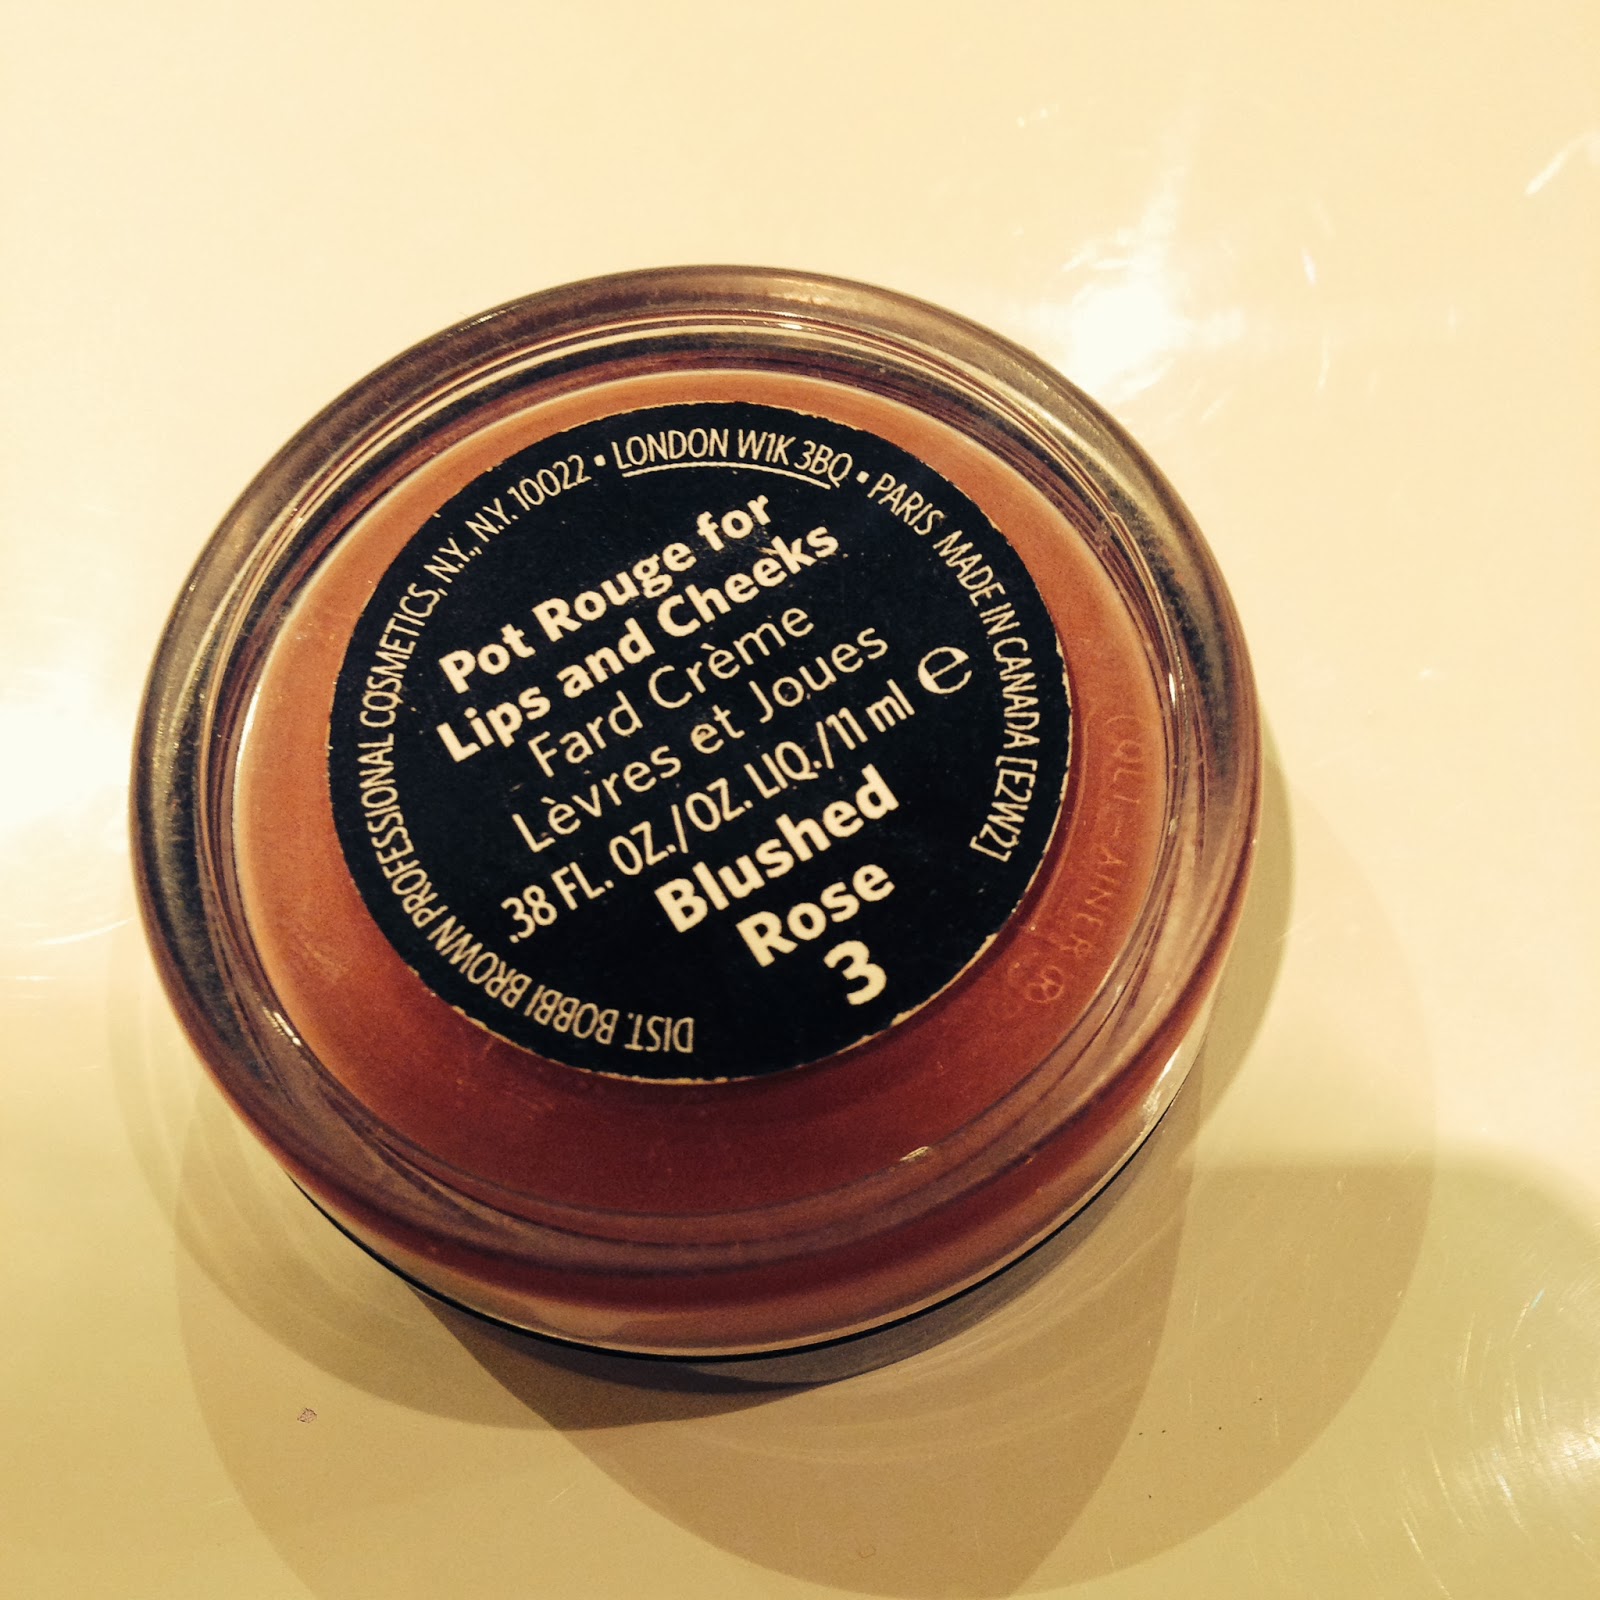 DIST. BOBBI BROWN PROFESSIONAL COSMETICS, N.Y., N.Y. 10022 • LONDON W1K 3BQ • PARIS MADE IN CANADA [E2W2]
Pot Rouge for
Lips and Cheeks
Fard Crème
Lèvres et Joues
.38 FL. OZ./OZ. LIQ./11 ml ℮
Blushed
Rose
3